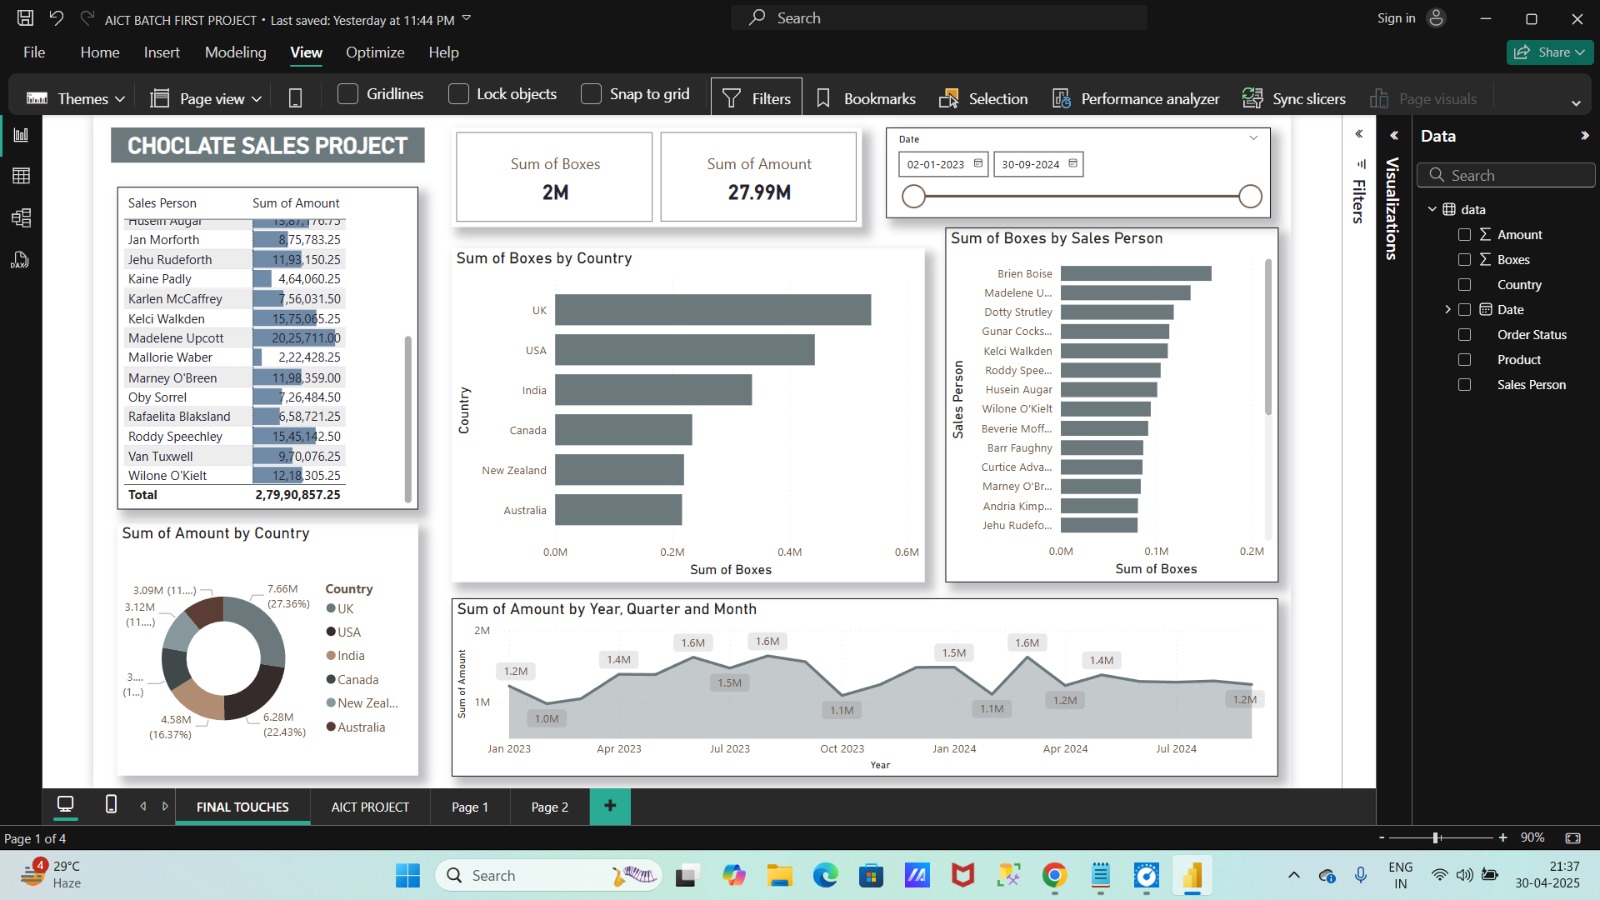 AICT BATCH FIRST PROJECT • Last saved: Yesterday at 11:44 PM
Search
Sign in
File Home Insert Modeling View Optimize Help
Share
Themes Page view Gridlines Lock objects Snap to grid Filters Bookmarks Selection Performance analyzer Sync slicers Page visuals
CHOCLATE SALES PROJECT
Sales Person Sum of Amount
Husein Augar 15,87,176.75
Jan Morforth 8,75,783.25
Jehu Rudeforth 11,93,150.25
Kaine Padly 4,64,060.25
Karlen McCaffrey 7,56,031.50
Kelci Walkden 15,75,065.25
Madelene Upcott 20,25,711.00
Mallorie Waber 2,22,428.25
Marney O'Breen 11,98,359.00
Oby Sorrel 7,26,484.50
Rafaelita Blaksland 6,58,721.25
Roddy Speechley 15,45,142.50
Van Tuxwell 9,70,076.25
Wilone O'Kielt 12,18,305.25
Total 2,79,90,857.25
Sum of Boxes
2M
Sum of Amount
27.99M
Date
02-01-2023 30-09-2024
Sum of Boxes by Country
Country
UK
USA
India
Canada
New Zealand
Australia
0.0M 0.2M 0.4M 0.6M
Sum of Boxes
Sum of Boxes by Sales Person
Sales Person
Brien Boise
Madelene U...
Dotty Strutley
Gunar Cocks...
Kelci Walkden
Roddy Spee...
Husein Augar
Wilone O'Kielt
Beverie Moff...
Barr Faughny
Curtice Adva...
Marney O'Br...
Andria Kimp...
Jehu Rudefo...
0.0M 0.1M 0.2M
Sum of Boxes
Sum of Amount by Country
3.09M (11....)
3.12M
(11....)
3....
(1...)
4.58M
(16.37%)
6.28M
(22.43%)
7.66M
(27.36%)
Country
UK
USA
India
Canada
New Zeal...
Australia
Sum of Amount by Year, Quarter and Month
Sum of Amount
2M
1M
1.2M 1.0M 1.4M 1.6M 1.5M 1.6M 1.1M 1.5M 1.1M 1.6M 1.2M 1.4M 1.2M
Jan 2023 Apr 2023 Jul 2023 Oct 2023 Jan 2024 Apr 2024 Jul 2024
Year
Filters
Visualizations
Data
Search
data
Amount
Boxes
Country
Date
Order Status
Product
Sales Person
DAX
FINAL TOUCHES AICT PROJECT Page 1 Page 2 +
Page 1 of 4
- + 90%
4
29°C
Haze
Search
ENG
IN
21:37
30-04-2025